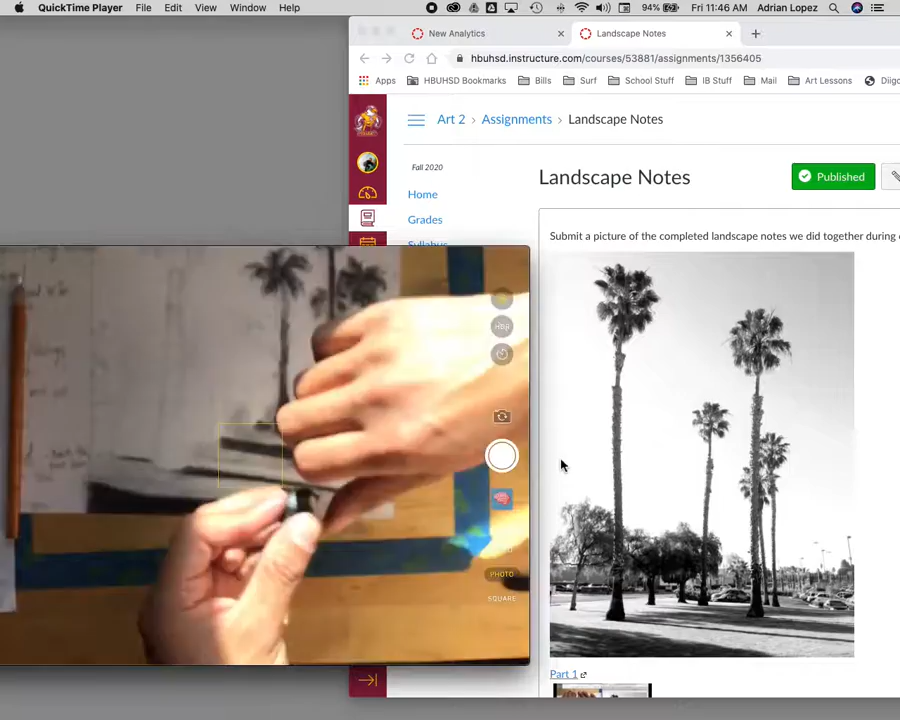 QuickTime Player File Edit View Window Help 94% Fri 11:46 AM Adrian Lopez
New Analytics
Landscape Notes
hbuhsd.instructure.com/courses/53881/assignments/1356405
Apps HBUHSD Bookmarks Bills Surf School Stuff IB Stuff Mail Art Lessons Diigo
Art 2 Assignments Landscape Notes
Fall 2020
Landscape Notes
Published
Home
Grades
Syllabus
Submit a picture of the completed landscape notes we did together during
HDR
PHOTO
SQUARE
Part 1